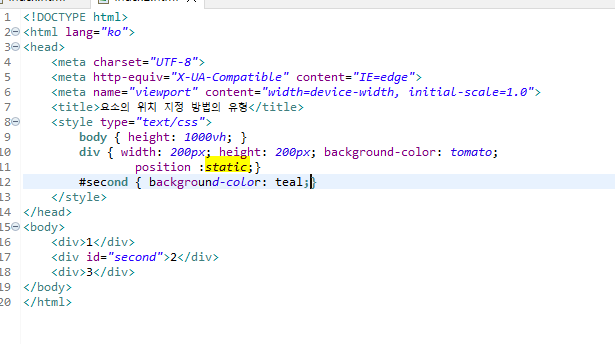 1 <!DOCTYPE html>
2 <html lang="ko">
3 <head>
4 <meta charset="UTF-8">
5 <meta http-equiv="X-UA-Compatible" content="IE=edge">
6 <meta name="viewport" content="width=device-width, initial-scale=1.0">
7 <title>요소의 위치 지정 방법의 유형</title>
8 <style type="text/css">
9 body { height: 1000vh; }
10 div { width: 200px; height: 200px; background-color: tomato;
11 position :static;}
12 #second { background-color: teal;}
13 </style>
14 </head>
15 <body>
16 <div>1</div>
17 <div id="second">2</div>
18 <div>3</div>
19 </body>
20 </html>